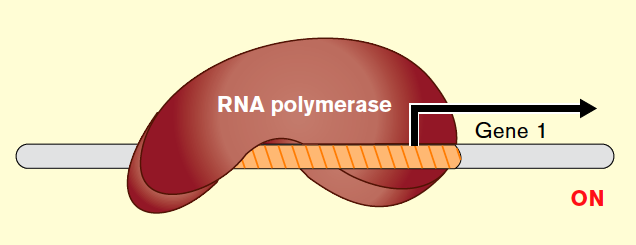 RNA polymerase
Gene 1
ON